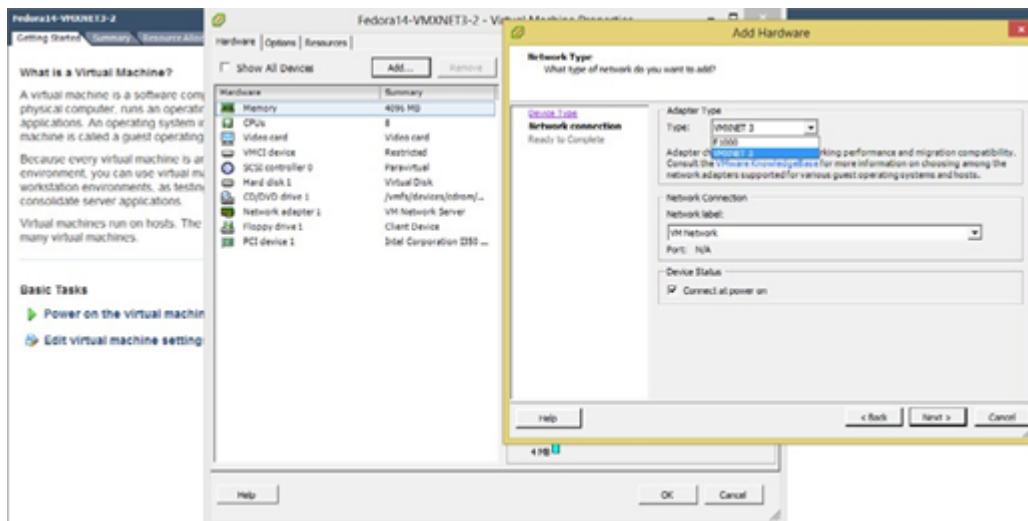 Fedora14-VMXNET3-2
Getting Started Summary Resource Alloc
What is a Virtual Machine?
A virtual machine is a software com
physical computer, runs an operatin
applications. An operating system in
machine is called a guest operating
Because every virtual machine is an
environment, you can use virtual ma
workstation environments, as testin
consolidate server applications.
Virtual machines run on hosts. The
many virtual machines.
Basic Tasks
Power on the virtual machin
Edit virtual machine setting
Fedora14-VMXNET3-2 - Virtual Machine Properties
Hardware Options Resources
Show All Devices Add... Remove
Hardware Summary
Memory 4096 MB
CPUs 8
Video card Video card
VMCI device Restricted
SCSI controller 0 Paravirtual
Hard disk 1 Virtual Disk
CD/DVD drive 1 /vmfs/devices/cdrom/...
Network adapter 1 VM Network Server
Floppy drive 1 Client Device
PCI device 1 Intel Corporation I350 ...
4 MB
Help OK Cancel
Add Hardware
Network Type
What type of network do you want to add?
Device Type
Network connection
Ready to Complete
Adapter Type
Type: VMXNET 3
E1000
VMXNET 3
Adapter ch rking performance and migration compatibility.
Consult the VMware KnowledgeBase for more information on choosing among the
network adapters supported for various guest operating systems and hosts.
Network Connection
Network label:
VM Network
Port: N/A
Device Status
Connect at power on
Help < Back Next > Cancel